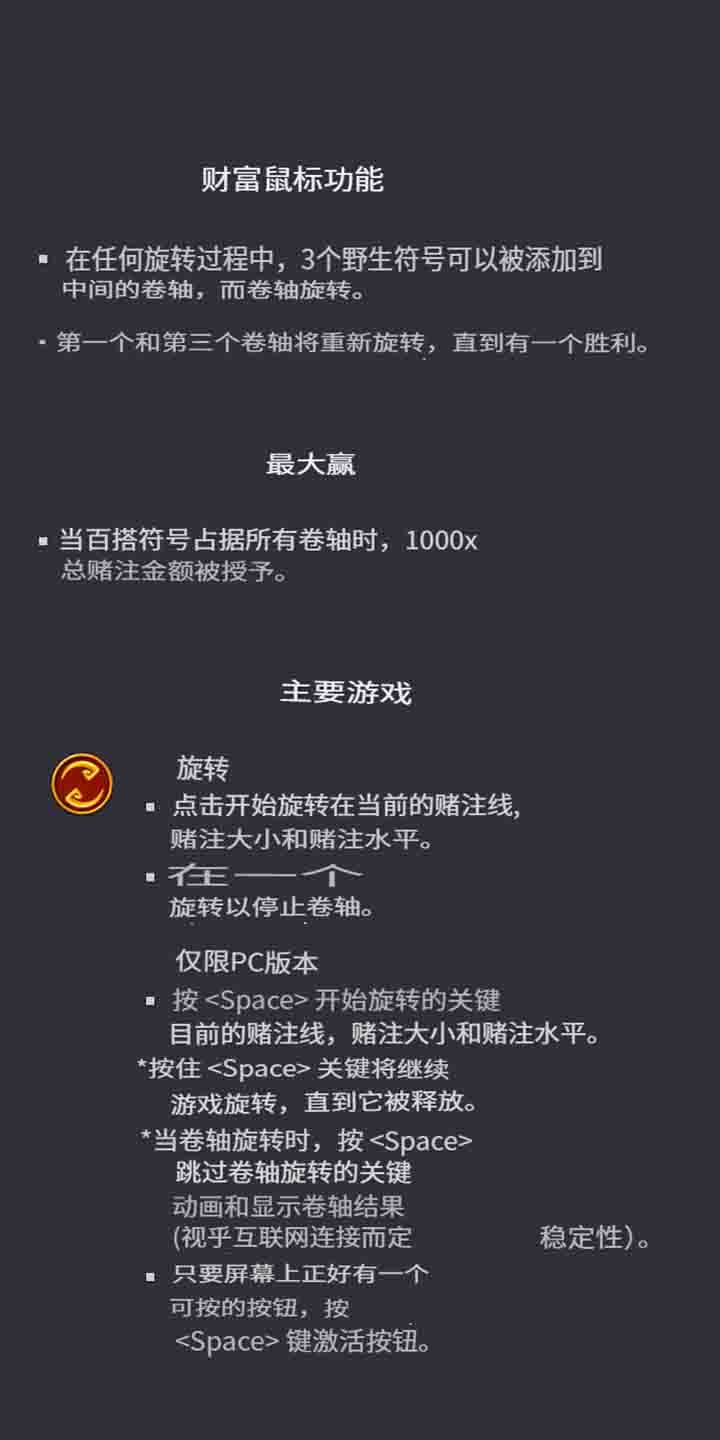 财富鼠标功能
▪ 在任何旋转过程中，3个野生符号可以被添加到
中间的卷轴，而卷轴旋转。
▪ 第一个和第三个卷轴将重新旋转，直到有一个胜利。
最大赢
▪ 当百搭符号占据所有卷轴时，1000x
总赌注金额被授予。
主要游戏
旋转
▪ 点击开始旋转在当前的赌注线,
赌注大小和赌注水平。
▪ 在一个
旋转以停止卷轴。
仅限PC版本
▪ 按 <Space> 开始旋转的关键
目前的赌注线，赌注大小和赌注水平。
*按住 <Space> 关键将继续
游戏旋转，直到它被释放。
*当卷轴旋转时，按 <Space>
跳过卷轴旋转的关键
动画和显示卷轴结果
(视乎互联网连接而定 稳定性）。
▪ 只要屏幕上正好有一个
可按的按钮，按
<Space> 键激活按钮。